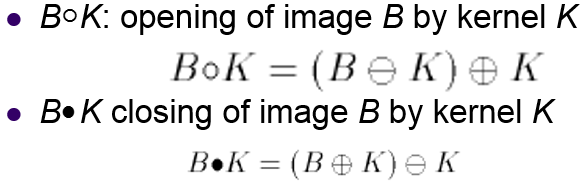 • B∘K: opening of image B by kernel K
B∘K = (B ⊖ K) ⊕ K
• B•K closing of image B by kernel K
B•K = (B ⊕ K) ⊖ K